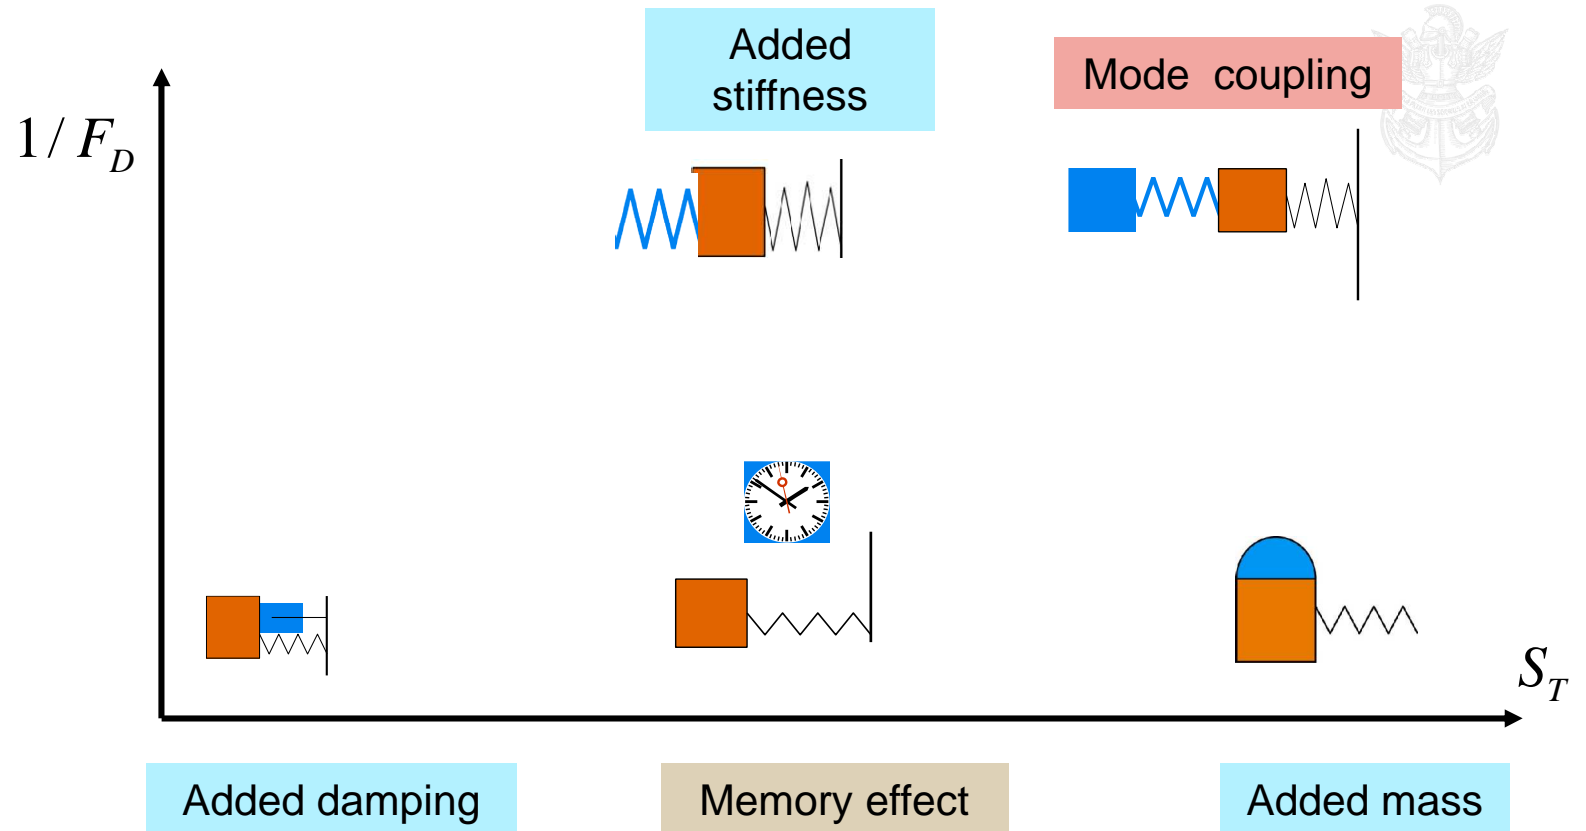 Added
stiffness
Mode coupling
1/ F_D
S_T
Added damping
Memory effect
Added mass